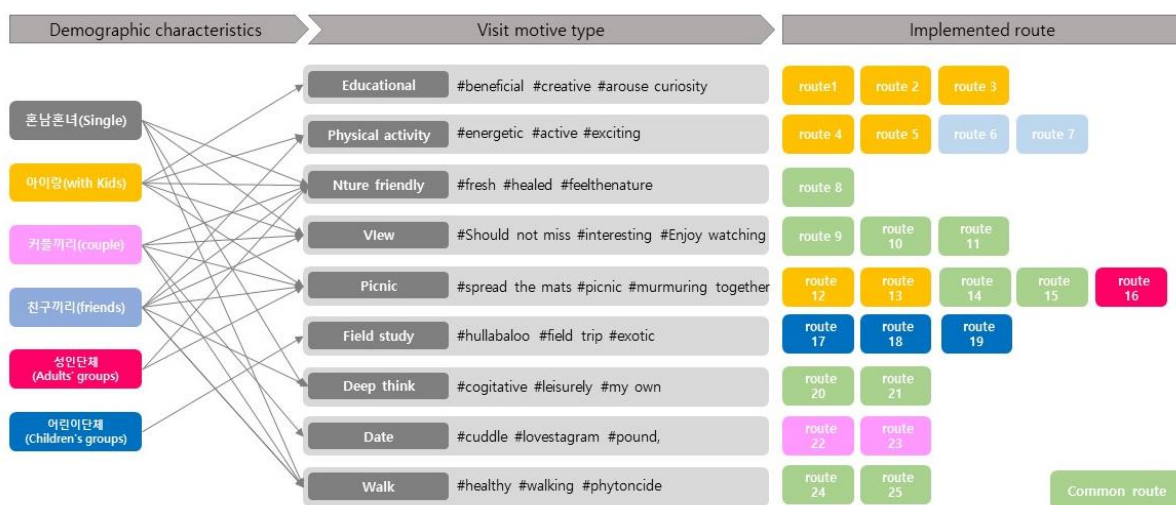 Demographic characteristics
Visit motive type
Implemented route
혼남혼녀(Single)
아이랑(with Kids)
커플끼리(couple)
친구끼리(friends)
성인단체
(Adults' groups)
어린이단체
(Children's groups)
Educational #beneficial #creative #arouse curiosity
route1 route 2 route 3
Physical activity #energetic #active #exciting
route 4 route 5 route 6 route 7
Nture friendly #fresh #healed #feelthenature
route 8
VIew #Should not miss #interesting #Enjoy watching
route 9
route
10
route
11
Picnic #spread the mats #picnic #murmuring together
route
12
route
13
route
14
route
15
route
16
Field study #hullabaloo #field trip #exotic
route
17
route
18
route
19
Deep think #cogitative #leisurely #my own
route
20
route
21
Date #cuddle #lovestagram #pound,
route
22
route
23
Walk #healthy #walking #phytoncide
route
24
route
25
Common route